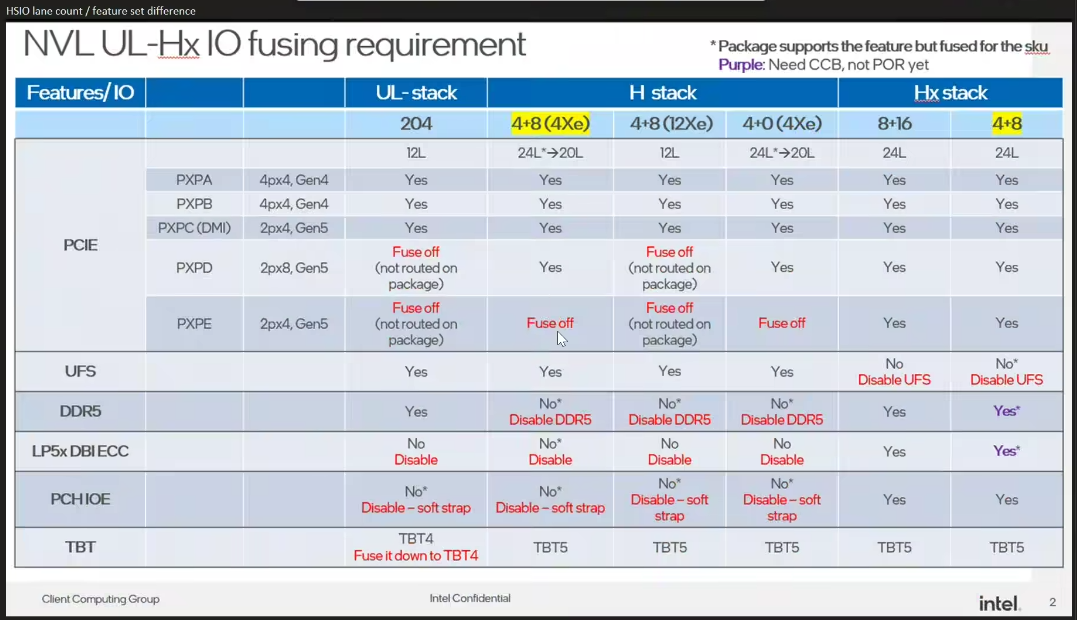 HSIO lane count / feature set difference
NVL UL-Hx IO fusing requirement
* Package supports the feature but fused for the sku
Purple: Need CCB, not POR yet
Features/ IO UL- stack H stack Hx stack
204 4+8 (4Xe) 4+8 (12Xe) 4+0 (4Xe) 8+16 4+8
12L 24L*→20L 12L 24L*→20L 24L 24L
PCIE
PXPA 4px4, Gen4 Yes Yes Yes Yes Yes Yes
PXPB 4px4, Gen4 Yes Yes Yes Yes Yes Yes
PXPC (DMI) 2px4, Gen5 Yes Yes Yes Yes Yes Yes
PXPD 2px8, Gen5 Fuse off (not routed on package) Yes Fuse off (not routed on package) Yes Yes Yes
PXPE 2px4, Gen5 Fuse off (not routed on package) Fuse off Fuse off (not routed on package) Fuse off Yes Yes
UFS Yes Yes Yes Yes No Disable UFS No* Disable UFS
DDR5 Yes No* Disable DDR5 No* Disable DDR5 No* Disable DDR5 Yes Yes*
LP5x DBI ECC No Disable No* Disable No Disable No Disable Yes Yes*
PCH IOE No* Disable – soft strap No* Disable – soft strap No* Disable – soft strap No* Disable – soft strap Yes Yes
TBT TBT4 Fuse it down to TBT4 TBT5 TBT5 TBT5 TBT5 TBT5
Client Computing Group
Intel Confidential
intel.
2